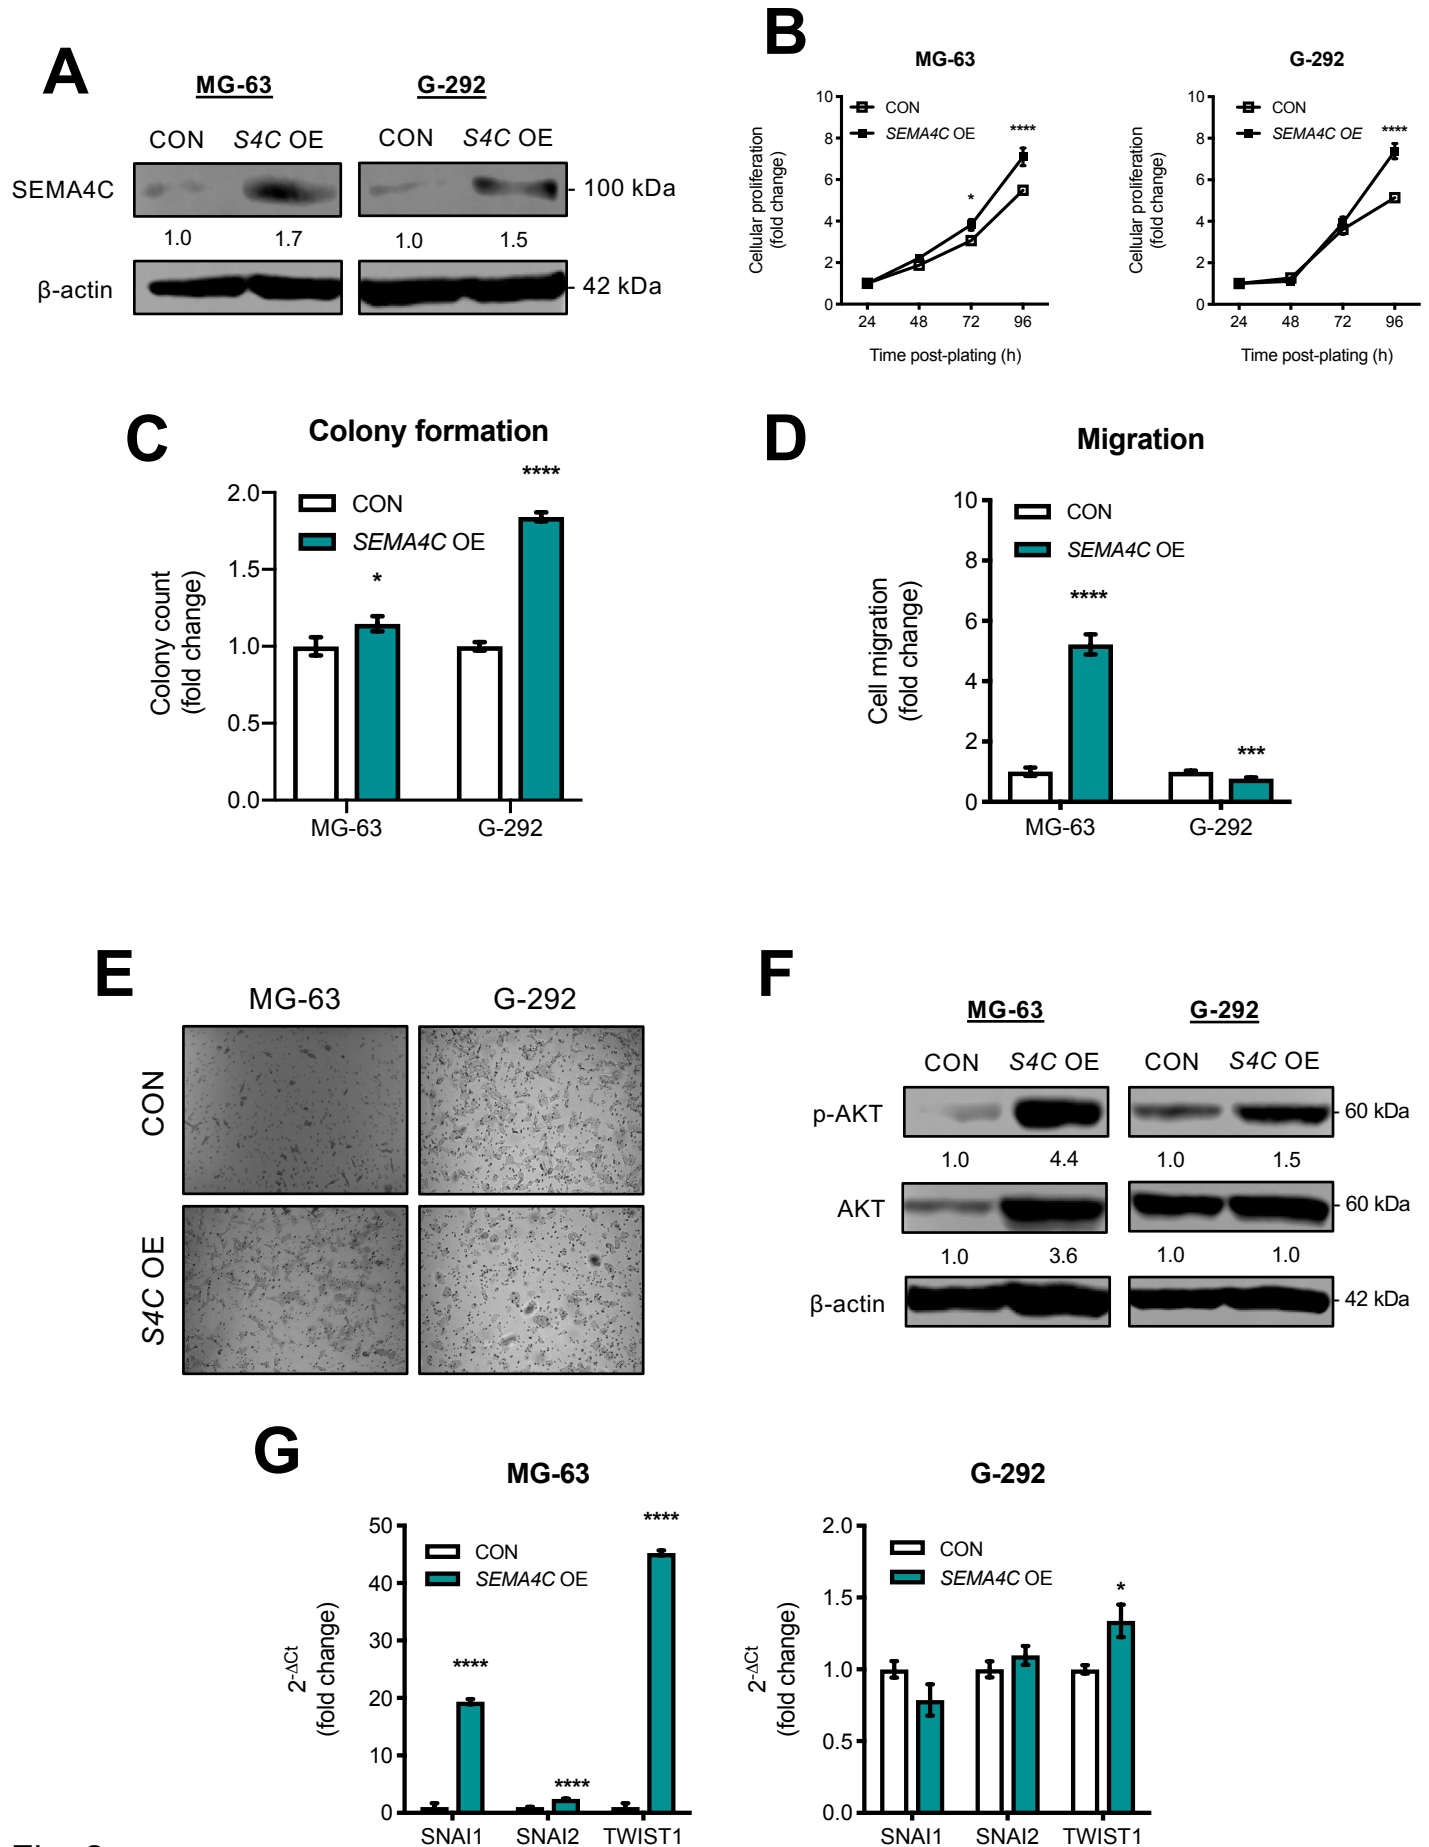 A
MG-63
G-292
CON
S4C OE
CON
S4C OE
SEMA4C
100 kDa
1.0
1.7
1.0
1.5
β-actin
42 kDa
B
MG-63
Cellular proliferation
(fold change)
CON
SEMA4C OE
*
****
10
8
6
4
2
0
24
48
72
96
Time post-plating (h)
G-292
Cellular proliferation
(fold change)
CON
SEMA4C OE
****
10
8
6
4
2
0
24
48
72
96
Time post-plating (h)
C
Colony formation
Colony count
(fold change)
CON
SEMA4C OE
*
****
2.0
1.5
1.0
0.5
0.0
MG-63
G-292
D
Migration
Cell migration
(fold change)
CON
SEMA4C OE
****
***
10
8
6
4
2
0
MG-63
G-292
E
MG-63
G-292
CON
S4C OE
F
MG-63
G-292
CON
S4C OE
CON
S4C OE
p-AKT
60 kDa
1.0
4.4
1.0
1.5
AKT
60 kDa
1.0
3.6
1.0
1.0
β-actin
42 kDa
G
MG-63
2-ΔCt
(fold change)
CON
SEMA4C OE
****
****
****
50
40
30
20
10
0
SNAI1
SNAI2
TWIST1
G-292
2-ΔCt
(fold change)
CON
SEMA4C OE
*
2.0
1.5
1.0
0.5
0.0
SNAI1
SNAI2
TWIST1